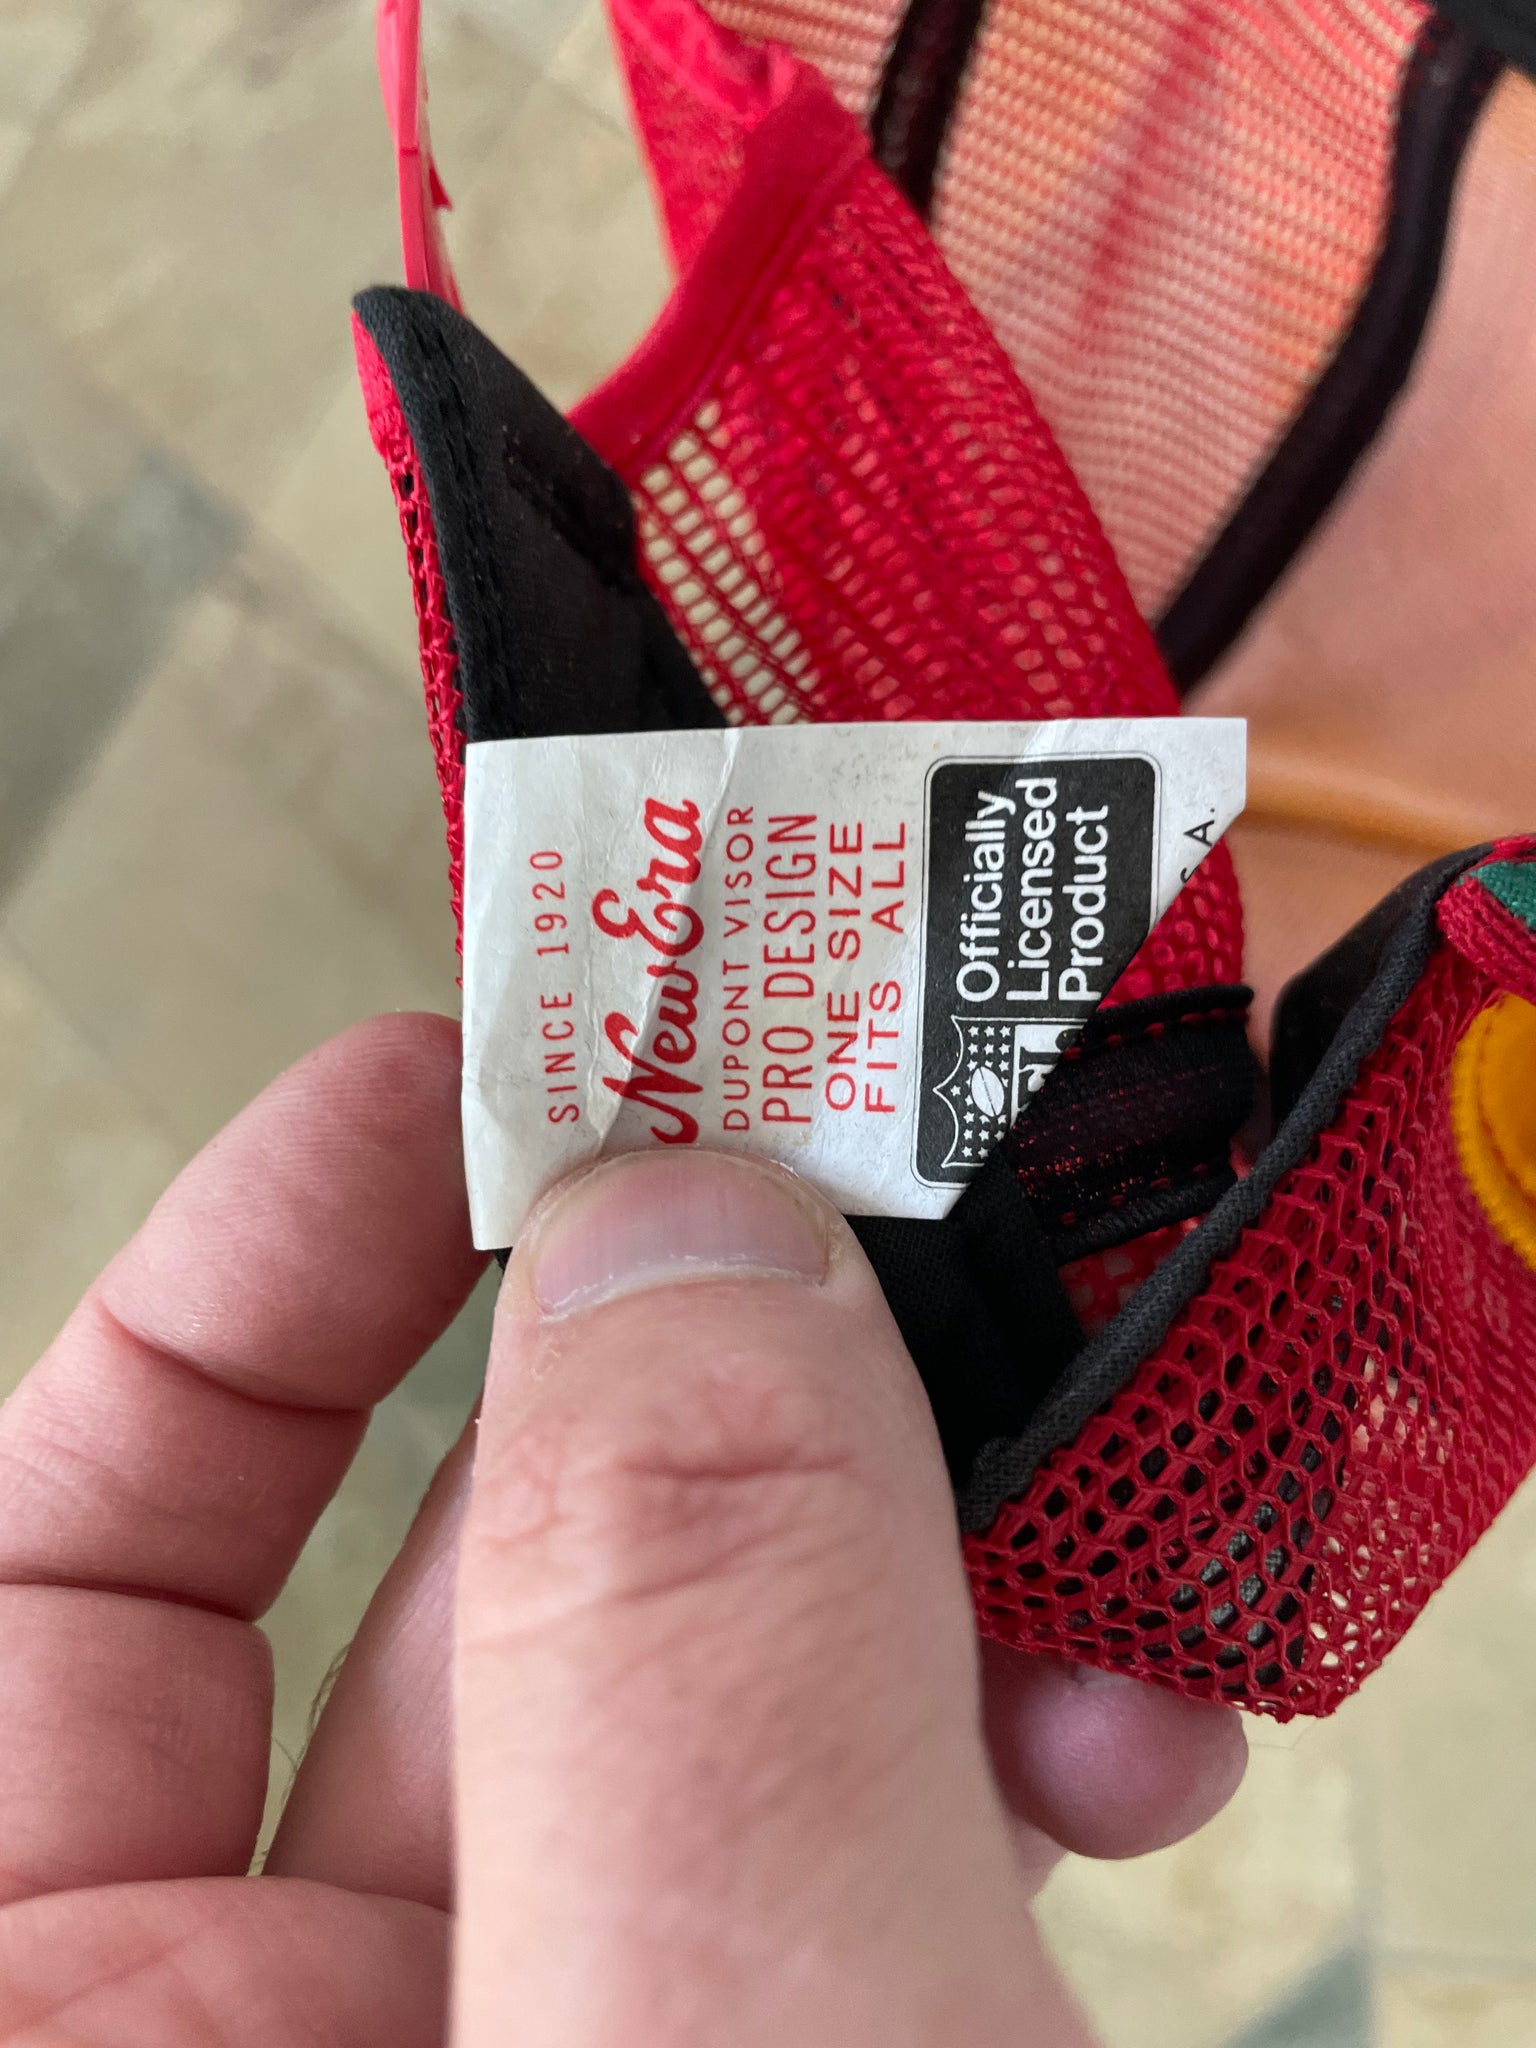 SINCE 1920
New Era
DUPONT VISOR
PRO DESIGN
ONE SIZE
FITS ALL
Officially
Licensed
Product